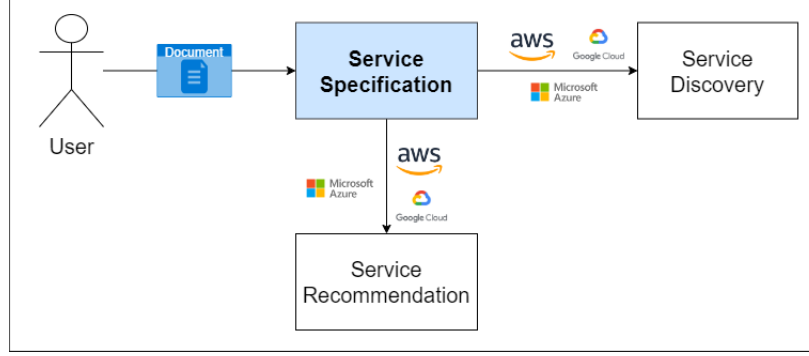 Document
User
Service
Specification
aws
Google Cloud
Microsoft
Azure
Service
Discovery
aws
Microsoft
Azure
Google Cloud
Service
Recommendation